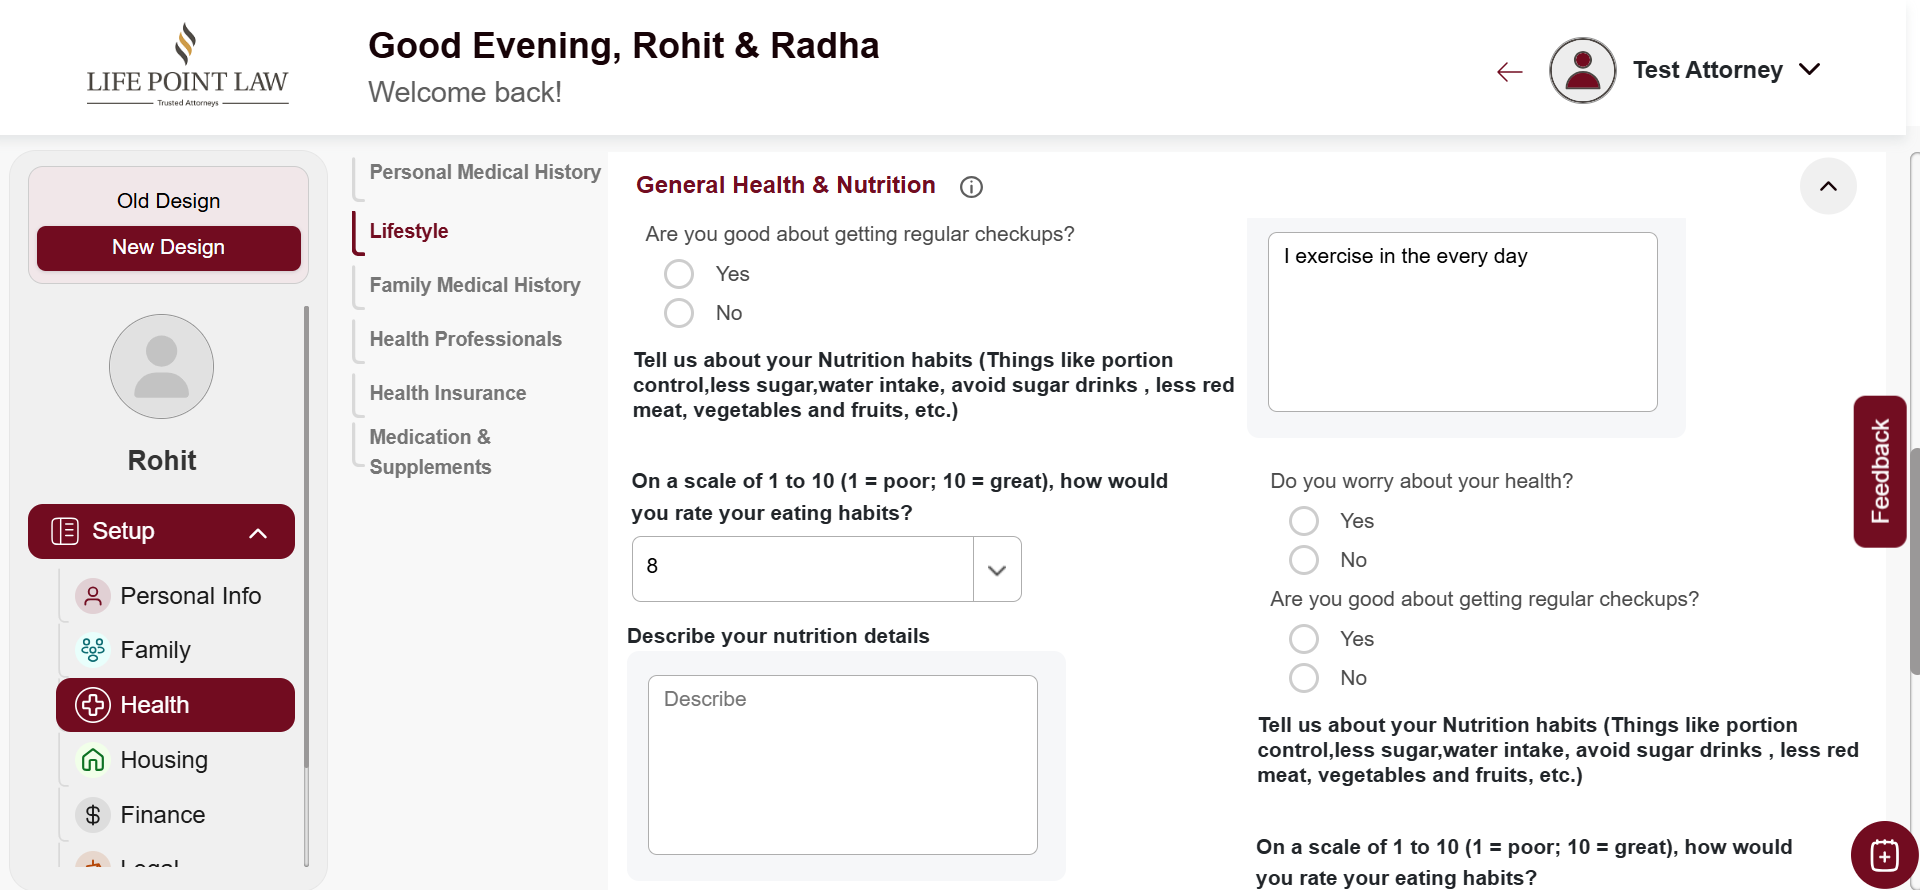 LIFE POINT LAW
Trusted Attorneys
Good Evening, Rohit & Radha
Welcome back!
Test Attorney
Old Design
New Design
Rohit
Setup
Personal Info
Family
Health
Housing
Finance
Legal
Personal Medical History
Lifestyle
Family Medical History
Health Professionals
Health Insurance
Medication &
Supplements
General Health & Nutrition
Are you good about getting regular checkups?
Yes
No
Tell us about your Nutrition habits (Things like portion
control,less sugar,water intake, avoid sugar drinks , less red
meat, vegetables and fruits, etc.)
On a scale of 1 to 10 (1 = poor; 10 = great), how would
you rate your eating habits?
8
Describe your nutrition details
Describe
I exercise in the every day
Do you worry about your health?
Yes
No
Are you good about getting regular checkups?
Yes
No
Tell us about your Nutrition habits (Things like portion
control,less sugar,water intake, avoid sugar drinks , less red
meat, vegetables and fruits, etc.)
On a scale of 1 to 10 (1 = poor; 10 = great), how would
you rate your eating habits?
Feedback